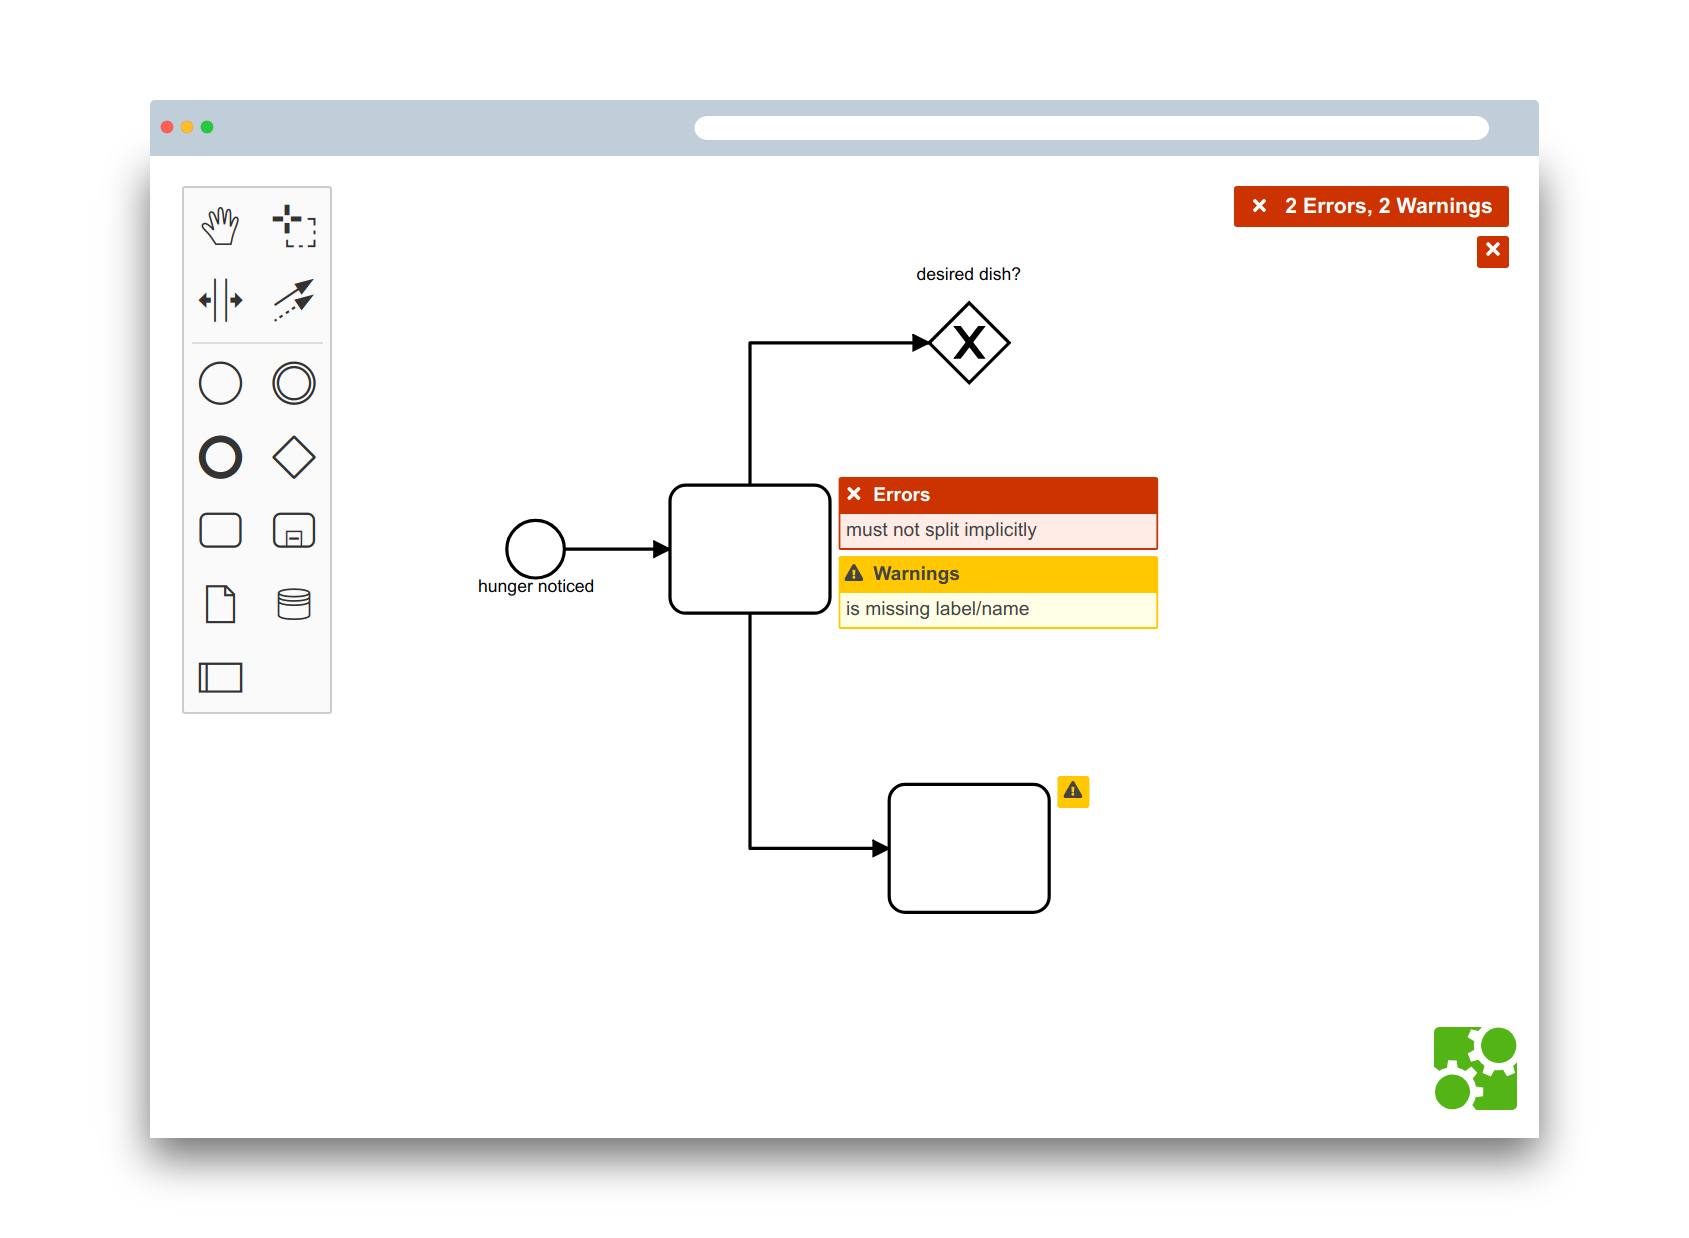 2 Errors, 2 Warnings
desired dish?
X
Errors
must not split implicitly
Warnings
is missing label/name
hunger noticed